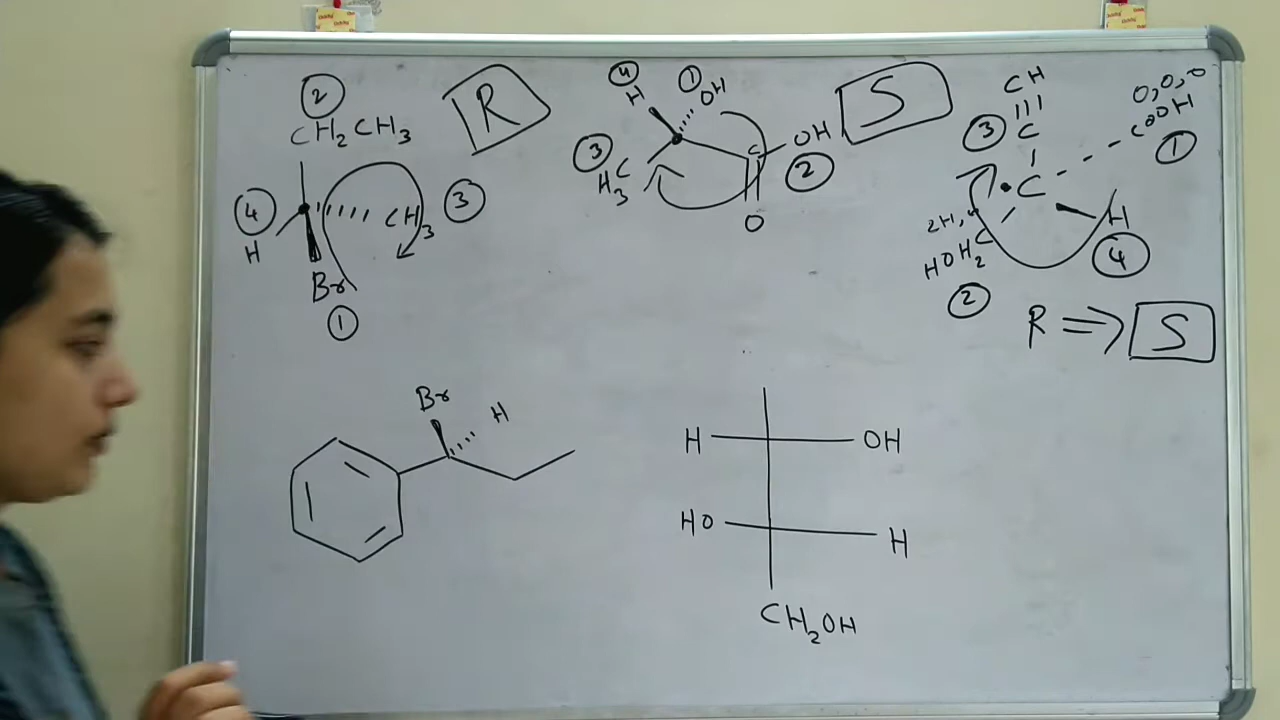 ②
CH₂CH₃
R
④
H
CH₃
③
Br
①
④
H
①
OH
S
③
H₃C
C
OH
②
O
CH
C
③
O,O,O
COOH
①
C
2H,
HOH₂C
②
H
④
R ⇒ S
Br
H
H OH
HO H
CH₂OH